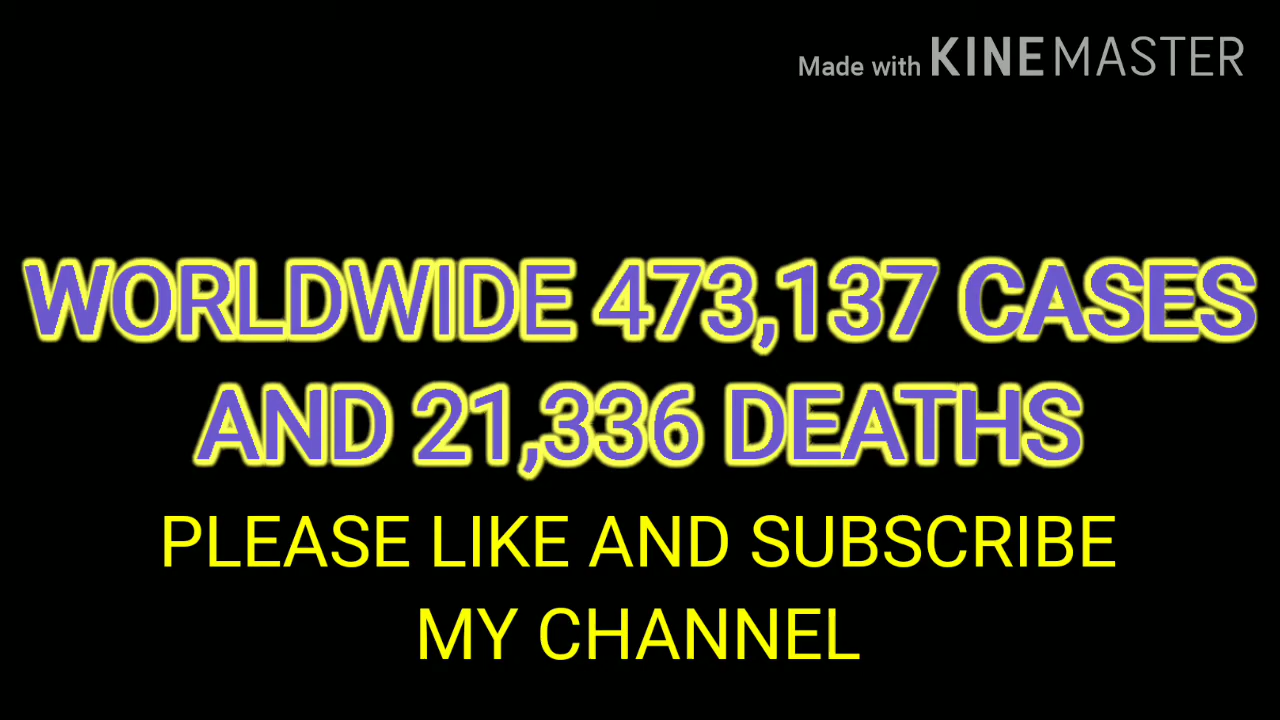 Made with KINEMASTER
WORLDWIDE 473,137 CASES
AND 21,336 DEATHS
PLEASE LIKE AND SUBSCRIBE
MY CHANNEL